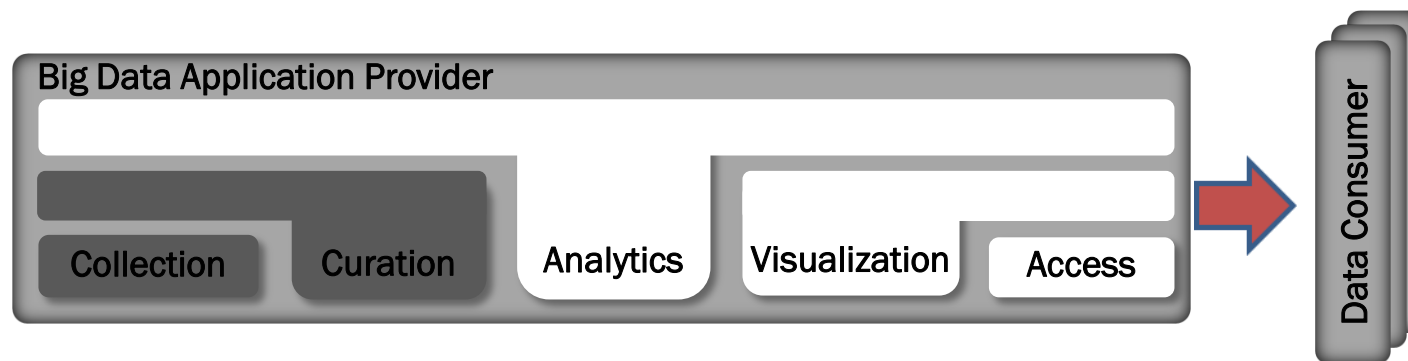 Big Data Application Provider
Collection
Curation
Analytics
Visualization
Access
Data Consumer